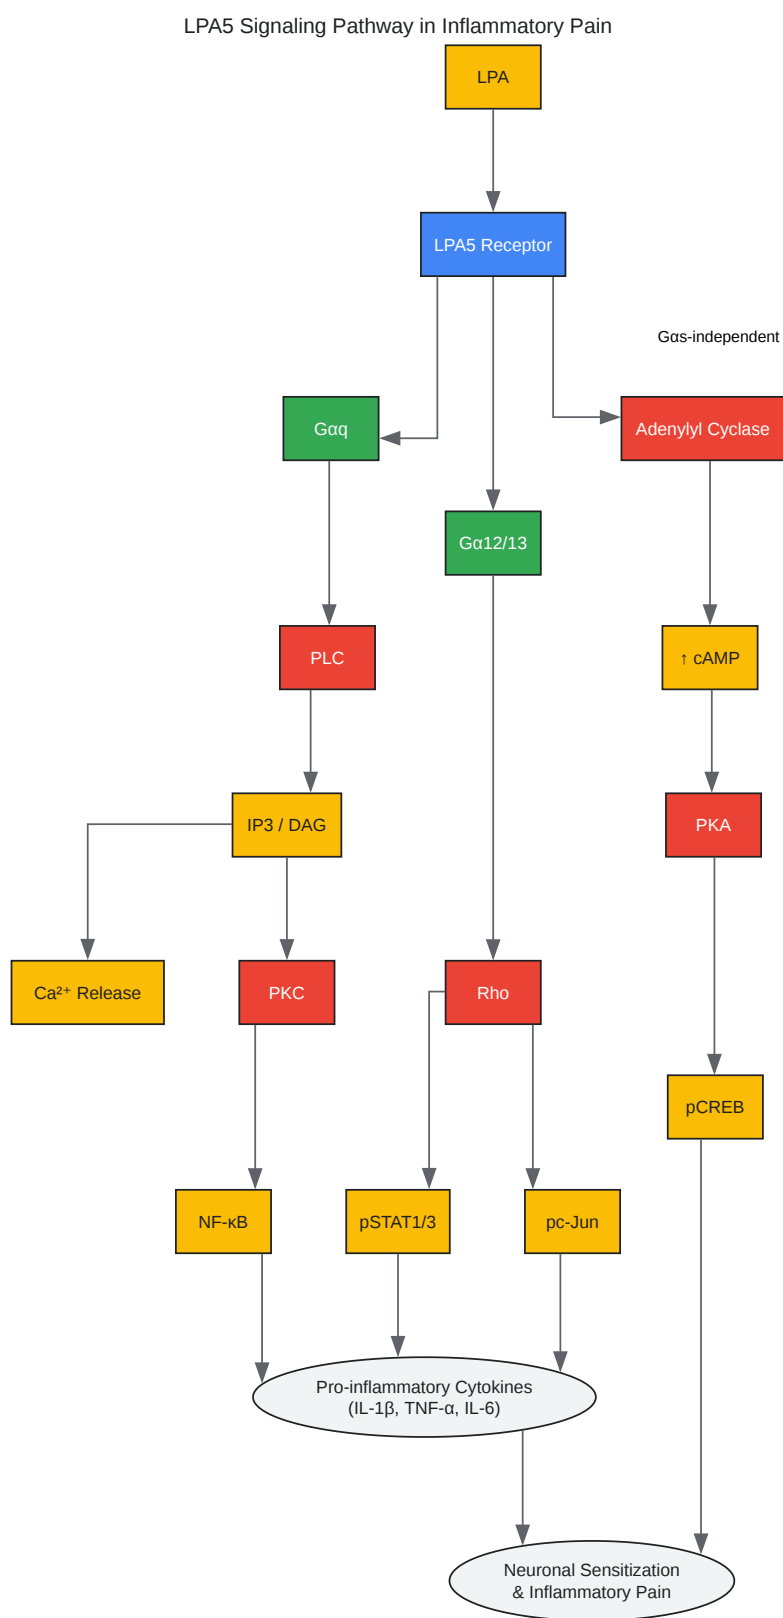 LPA5 Signaling Pathway in Inflammatory Pain
LPA
LPA5 Receptor
Gαs-independent
Gαq
Adenylyl Cyclase
Gα12/13
PLC
↑ cAMP
IP3 / DAG
PKA
Ca²⁺ Release
PKC
Rho
pCREB
NF-κB
pSTAT1/3
pc-Jun
Pro-inflammatory Cytokines
(IL-1β, TNF-α, IL-6)
Neuronal Sensitization
& Inflammatory Pain